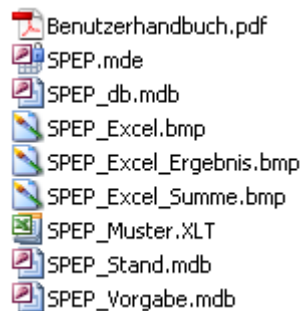 Benutzerhandbuch.pdf
SPEP.mde
SPEP_db.mdb
SPEP_Excel.bmp
SPEP_Excel_Ergebnis.bmp
SPEP_Excel_Summe.bmp
SPEP_Muster.XLT
SPEP_Stand.mdb
SPEP_Vorgabe.mdb